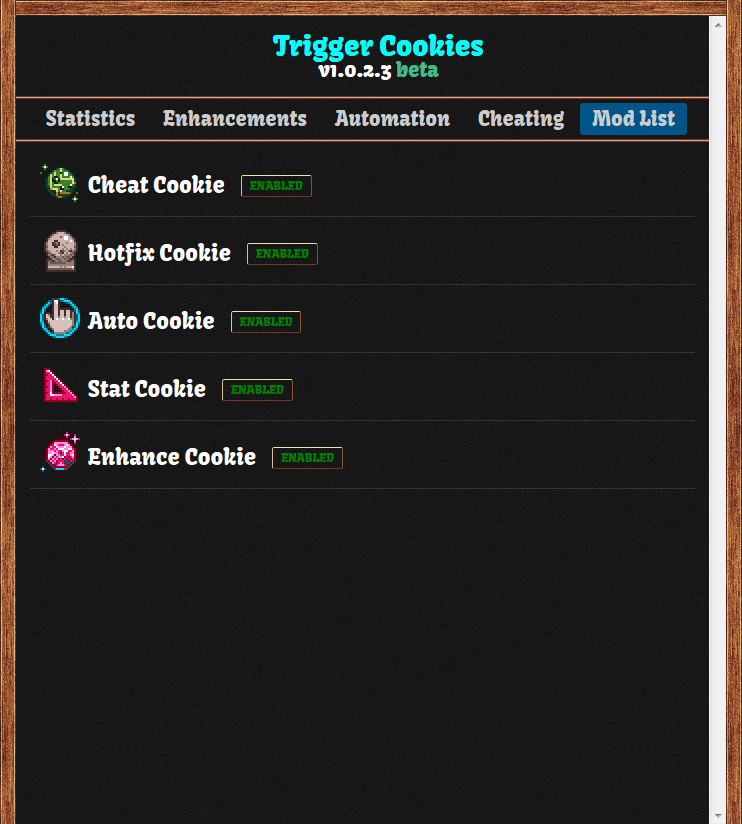 Trigger Cookies
v1.0.2.3 beta
Statistics Enhancements Automation Cheating Mod List
Cheat Cookie ENABLED
Hotfix Cookie ENABLED
Auto Cookie ENABLED
Stat Cookie ENABLED
Enhance Cookie ENABLED